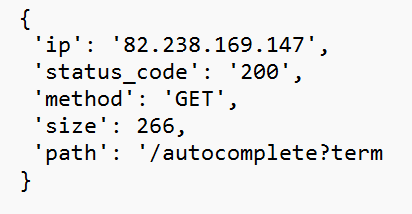 {
'ip': '82.238.169.147',
'status_code': '200',
'method': 'GET',
'size': 266,
'path': '/autocomplete?term
}